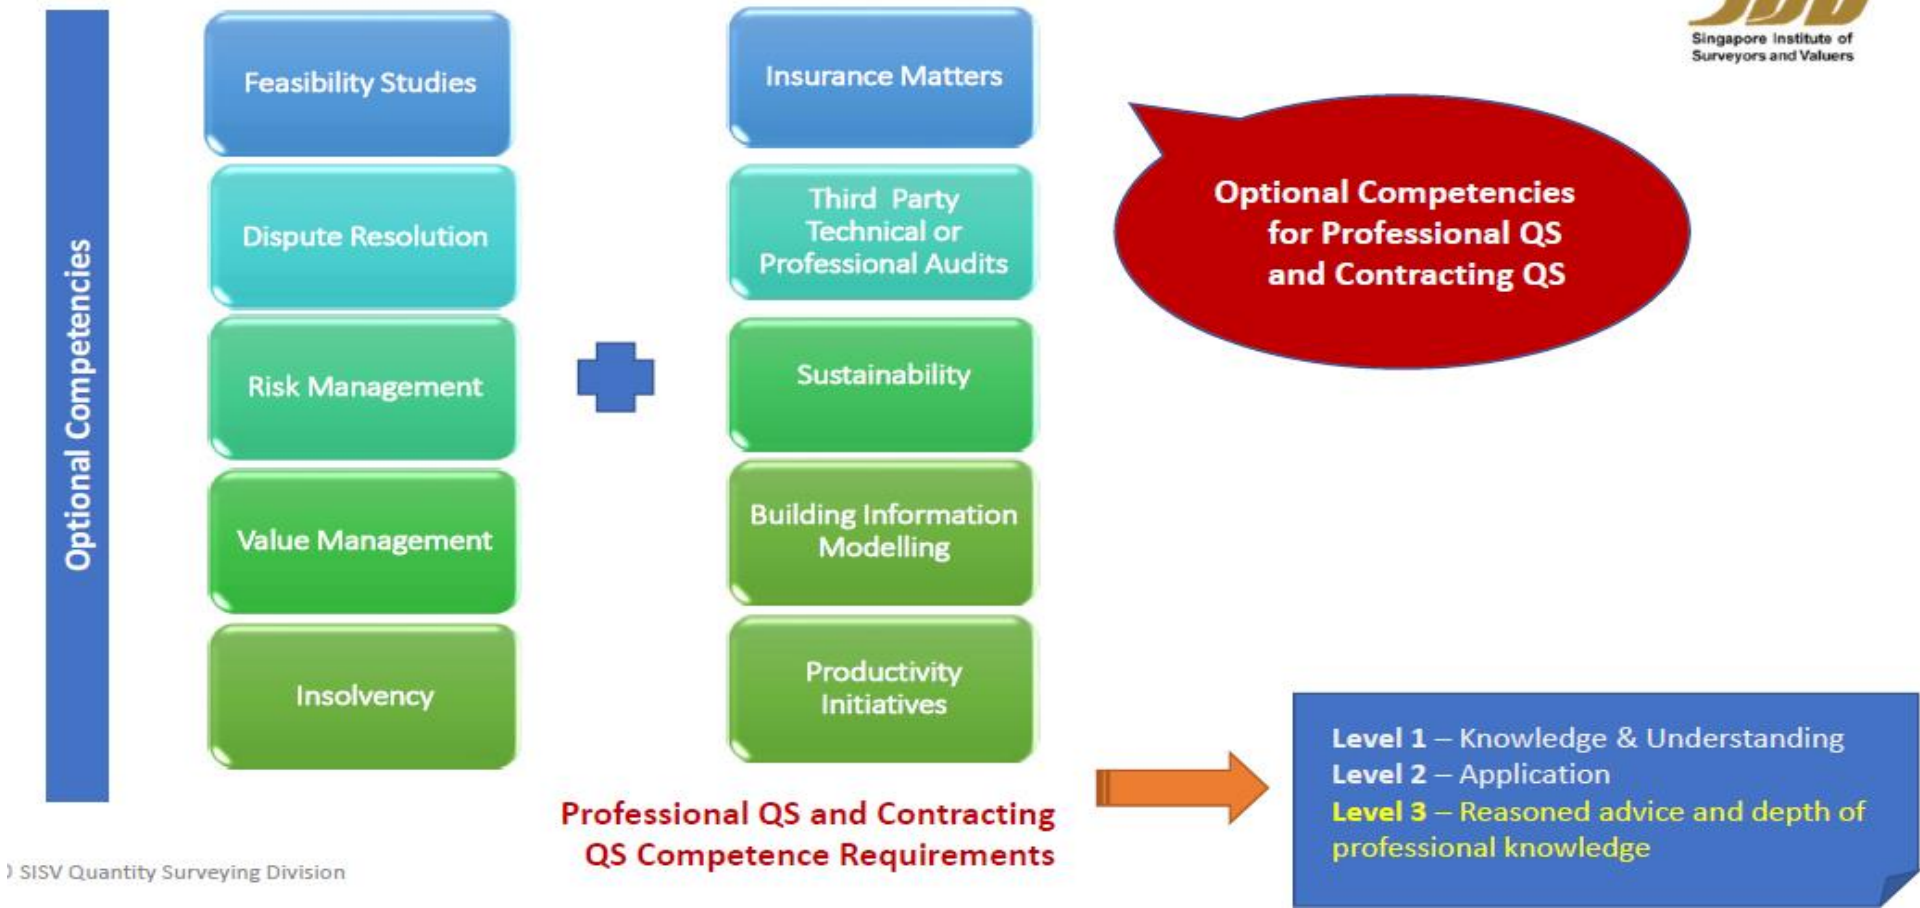 Singapore Institute of
Surveyors and Valuers
Optional Competencies
Feasibility Studies
Dispute Resolution
Risk Management
Value Management
Insolvency
Insurance Matters
Third Party
Technical or
Professional Audits
Sustainability
Building Information
Modelling
Productivity
Initiatives
Optional Competencies
for Professional QS
and Contracting QS
Professional QS and Contracting
QS Competence Requirements
Level 1 – Knowledge & Understanding
Level 2 – Application
Level 3 – Reasoned advice and depth of
professional knowledge
SISV Quantity Surveying Division